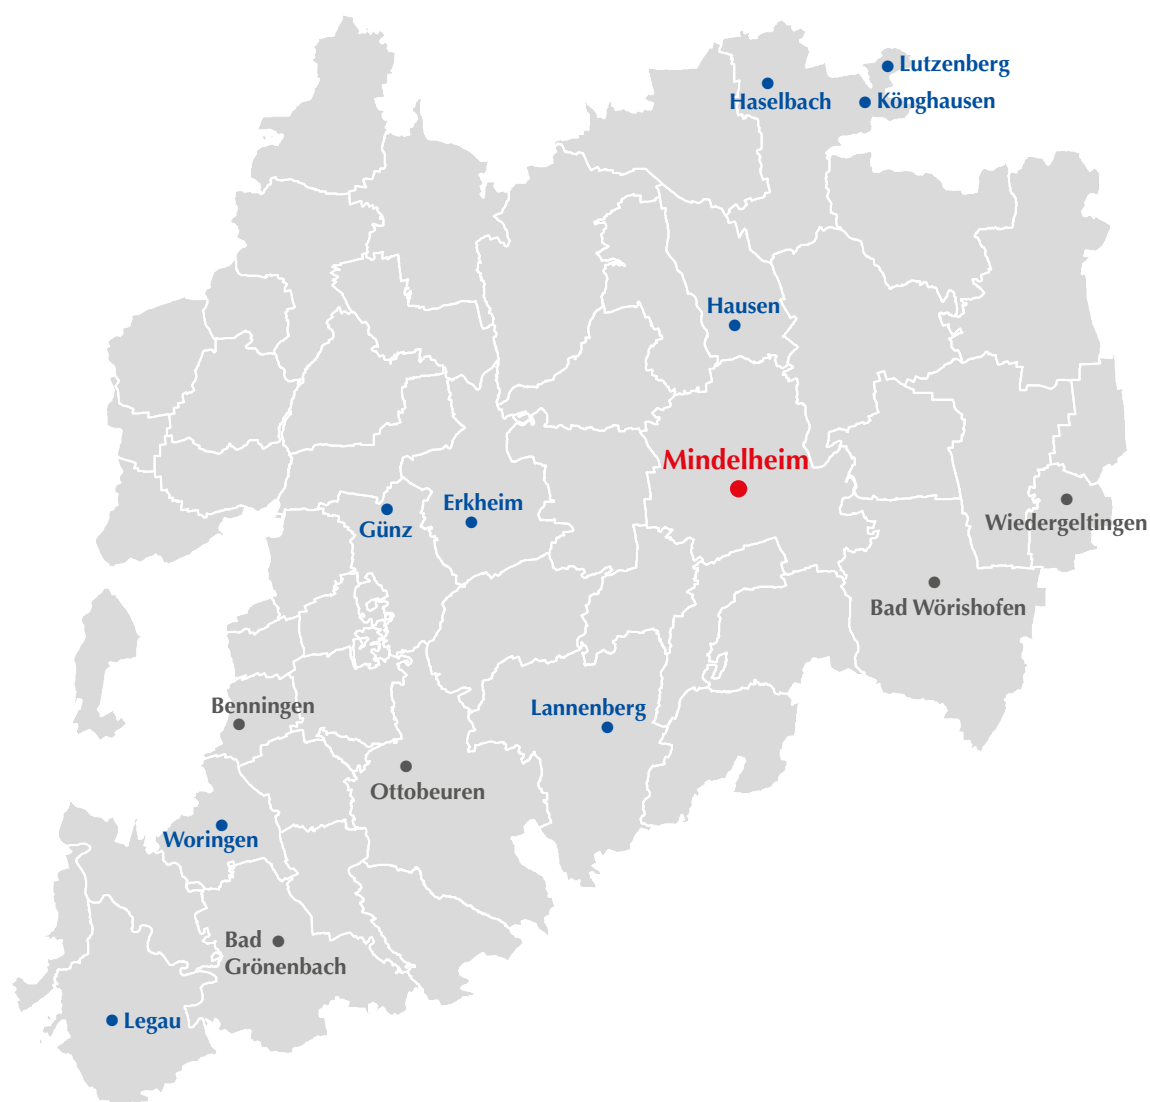 Lutzenberg
Haselbach
Könghausen
Hausen
Mindelheim
Erkheim
Günz
Wiedergeltingen
Bad Wörishofen
Benningen
Lannenberg
Ottobeuren
Woringen
Bad
Grönenbach
Legau